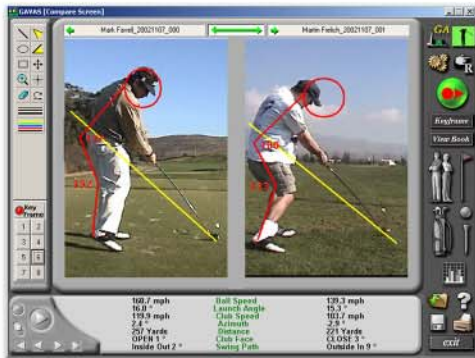 GAVAS [Compare Screen]
Mark Farrell_20021107_000
Martin Frelich_20021107_001
GA
R
Keyframe
View Book
Key Frame
1 2
3 4
5 6
7 8
160.7 mph Ball Speed 139.3 mph
16.0 ° Launch Angle 15.3 °
119.9 mph Club Speed 103.7 mph
2.4 ° Azimuth -2.9 °
257 Yards Distance 221 Yards
OPEN 1 ° Club Face CLOSE 3 °
Inside Out 2 ° Swing Path Outside In 9 °
exit